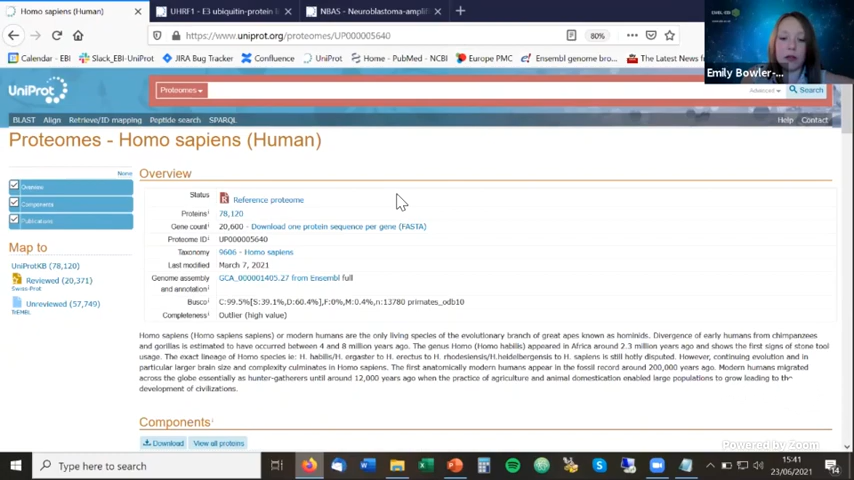 Homo sapiens (Human)
UHRF1 - E3 ubiquitin-protein l
NBAS - Neuroblastoma-amplif
https://www.uniprot.org/proteomes/UP000005640
80%
Calendar - EBI
Slack_EBI-UniProt
JIRA Bug Tracker
Confluence
UniProt
Home - PubMed - NCBI
Europe PMC
Ensembl genome bro...
The Latest News
Emily Bowler-...
UniProt
Proteomes
Advanced
Search
BLAST Align Retrieve/ID mapping Peptide search SPARQL
Help Contact
Proteomes - Homo sapiens (Human)
None
Overview
Components
Publications
Map to
UniProtKB (78,120)
Reviewed (20,371)
Swiss-Prot
Unreviewed (57,749)
TrEMBL
Overview
Status Reference proteome
Proteins 78,120
Gene count 20,600 - Download one protein sequence per gene (FASTA)
Proteome ID UP000005640
Taxonomy 9606 - Homo sapiens
Last modified March 7, 2021
Genome assembly and annotation GCA_000001405.27 from Ensembl full
Busco C:99.5%[S:39.1%,D:60.4%],F:0%,M:0.4%,n:13780 primates_odb10
Completeness Outlier (high value)
Homo sapiens (Homo sapiens sapiens) or modern humans are the only living species of the evolutionary branch of great apes known as hominids. Divergence of early humans from chimpanzees
and gorillas is estimated to have occurred between 4 and 8 million years ago. The genus Homo (Homo habilis) appeared in Africa around 2.3 million years ago and shows the first signs of stone tool
usage. The exact lineage of Homo species ie: H. habilis/H. ergaster to H. erectus to H. rhodesiensis/H.heidelbergensis to H. sapiens is still hotly disputed. However, continuing evolution and in
particular larger brain size and complexity culminates in Homo sapiens. The first anatomically modern humans appear in the fossil record around 200,000 years ago. Modern humans migrated
across the globe essentially as hunter-gatherers until around 12,000 years ago when the practice of agriculture and animal domestication enabled large populations to grow leading to the
development of civilizations.
Components
Download
View all proteins
Powered by Zoom
Type here to search
15:41
23/06/2021
14